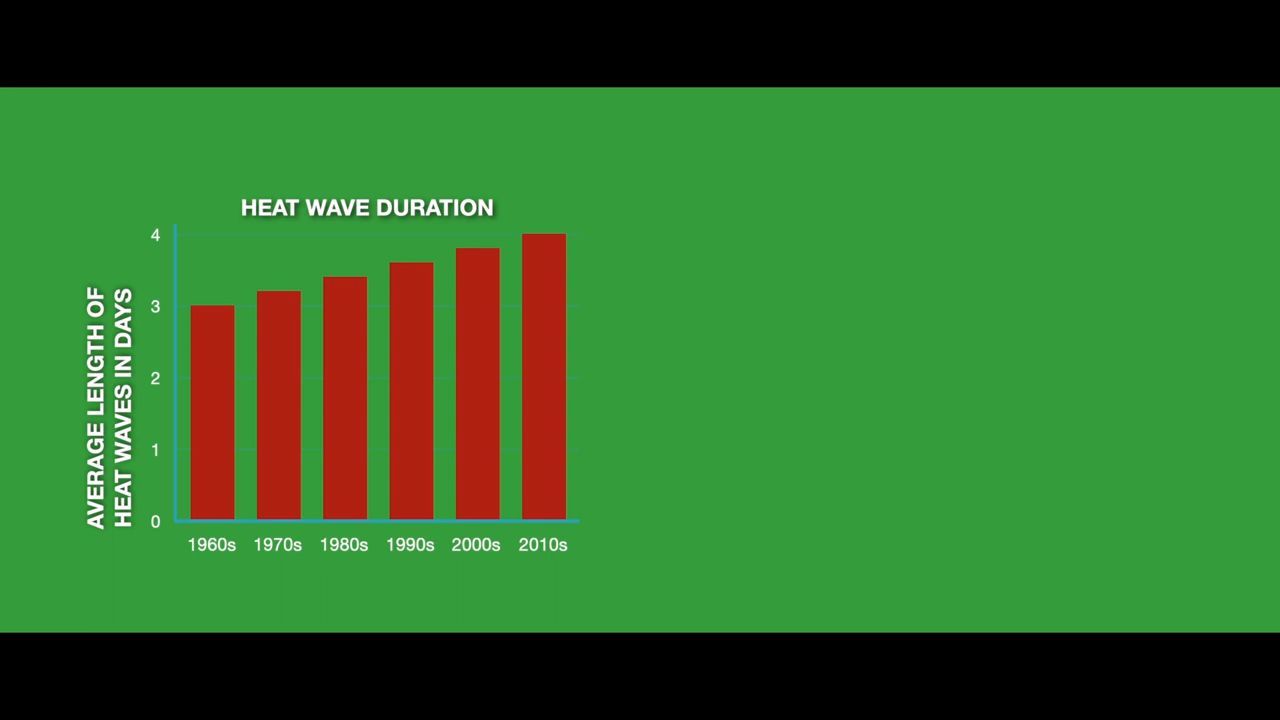 HEAT WAVE DURATION
AVERAGE LENGTH OF
HEAT WAVES IN DAYS
4
3
2
1
0
1960s 1970s 1980s 1990s 2000s 2010s